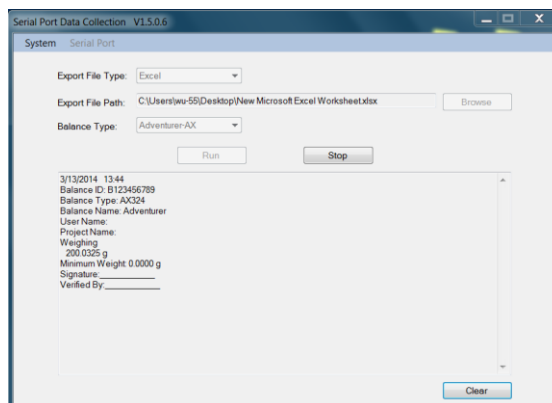 Serial Port Data Collection V1.5.0.6
System Serial Port
Export File Type: Excel
Export File Path: C:\Users\wu-55\Desktop\New Microsoft Excel Worksheet.xlsx Browse
Balance Type: Adventurer-AX
Run Stop
3/13/2014 13:44
Balance ID: B123456789
Balance Type: AX324
Balance Name: Adventurer
User Name:
Project Name:
Weighing
200.0325 g
Minimum Weight: 0.0000 g
Signature:___________
Verified By:___________
Clear